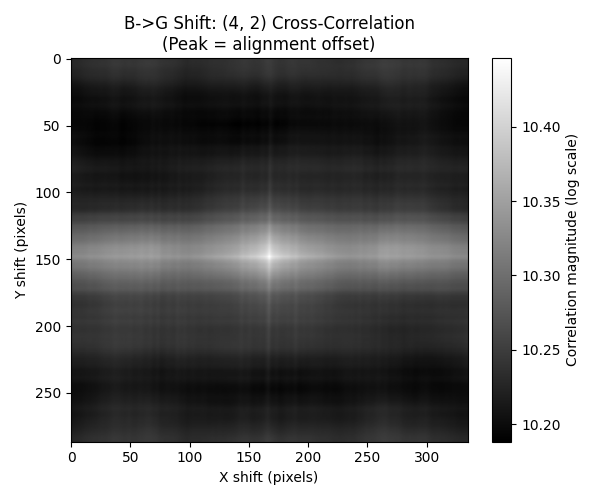 B->G Shift: (4, 2) Cross-Correlation
(Peak = alignment offset)
0
50
100
150
200
250
Y shift (pixels)
0 50 100 150 200 250 300
X shift (pixels)
10.40
10.35
10.30
10.25
10.20
Correlation magnitude (log scale)